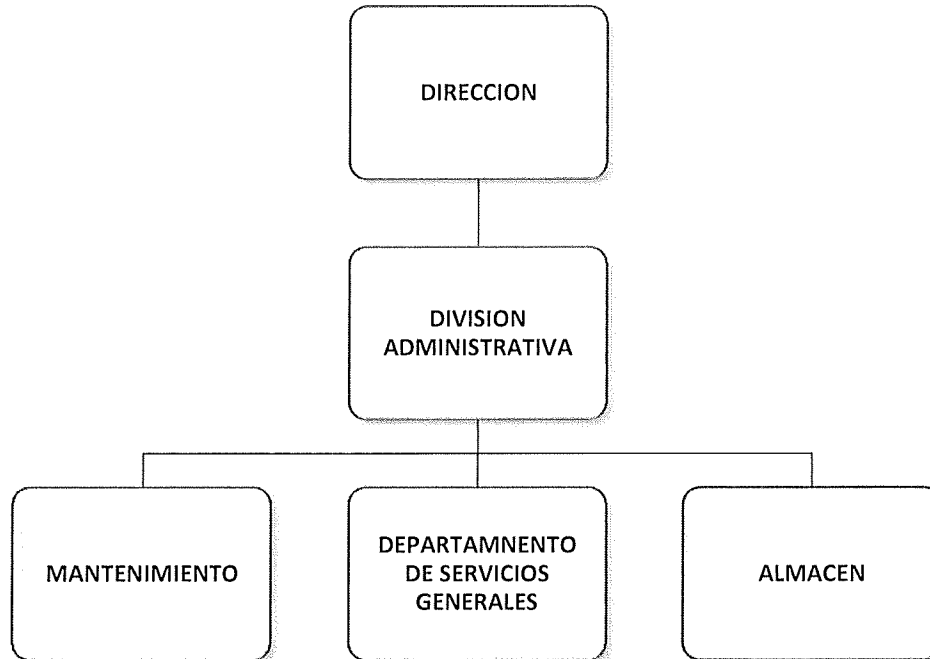 DIRECCION
DIVISION
ADMINISTRATIVA
MANTENIMIENTO
DEPARTAMNENTO
DE SERVICIOS
GENERALES
ALMACEN